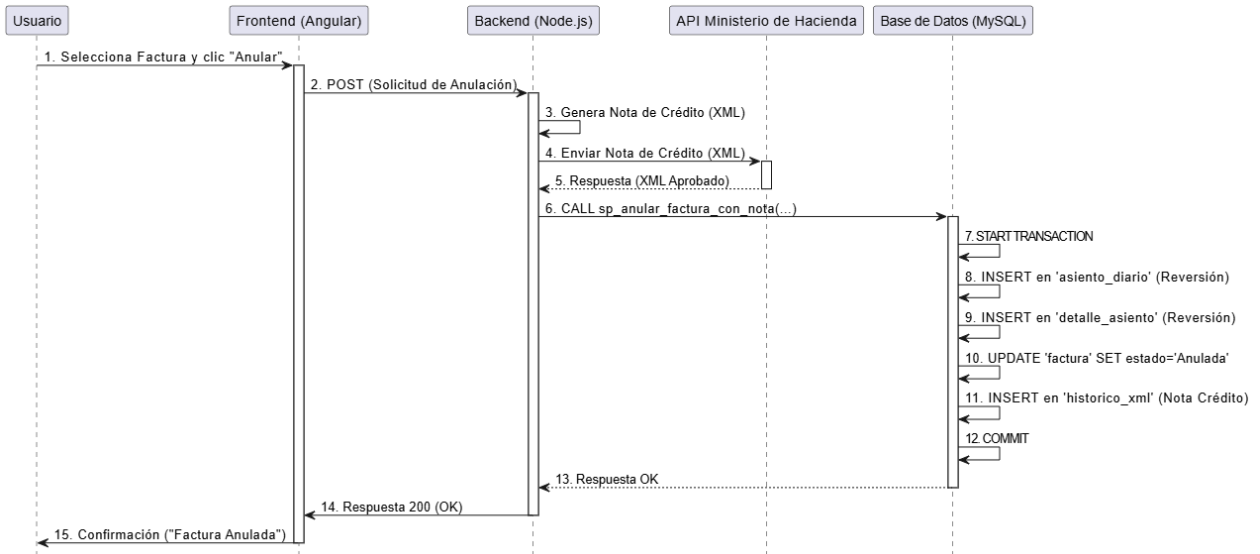 Usuario
Frontend (Angular)
Backend (Node.js)
API Ministerio de Hacienda
Base de Datos (MySQL)
1. Selecciona Factura y clic "Anular"
2. POST (Solicitud de Anulación)
3. Genera Nota de Crédito (XML)
4. Enviar Nota de Crédito (XML)
5. Respuesta (XML Aprobado)
6. CALL sp_anular_factura_con_nota(...)
7. START TRANSACTION
8. INSERT en 'asiento_diario' (Reversión)
9. INSERT en 'detalle_asiento' (Reversión)
10. UPDATE 'factura' SET estado='Anulada'
11. INSERT en 'historico_xml' (Nota Crédito)
12. COMMIT
13. Respuesta OK
14. Respuesta 200 (OK)
15. Confirmación ("Factura Anulada")